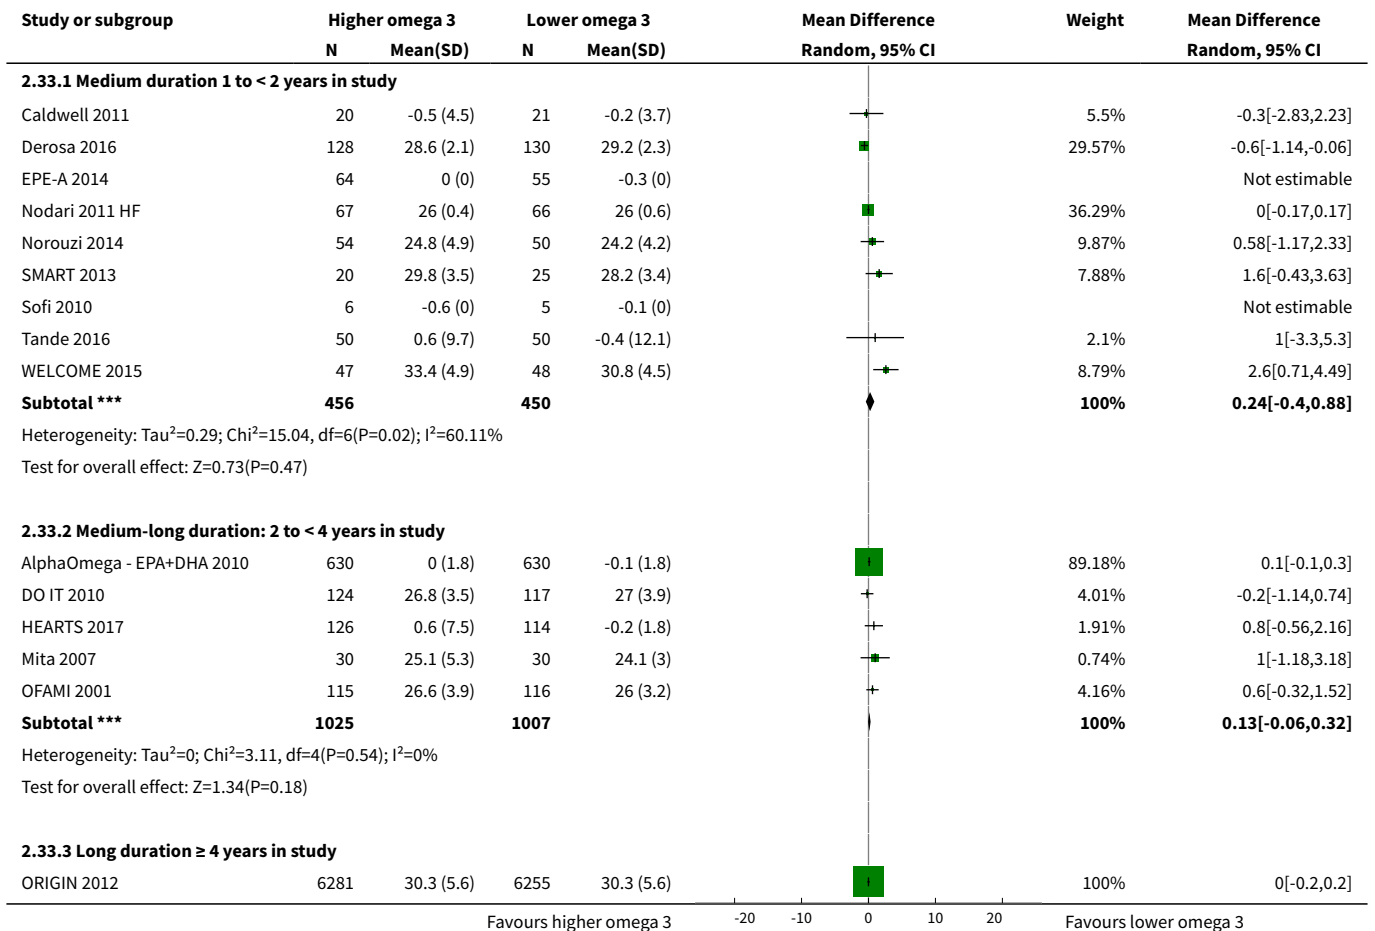 Study or subgroup Higher omega 3 Lower omega 3 Mean Difference Weight Mean Difference
N Mean(SD) N Mean(SD) Random, 95% CI Random, 95% CI
2.33.1 Medium duration 1 to < 2 years in study
Caldwell 2011 20 -0.5 (4.5) 21 -0.2 (3.7) 5.5% -0.3[-2.83,2.23]
Derosa 2016 128 28.6 (2.1) 130 29.2 (2.3) 29.57% -0.6[-1.14,-0.06]
EPE-A 2014 64 0 (0) 55 -0.3 (0) Not estimable
Nodari 2011 HF 67 26 (0.4) 66 26 (0.6) 36.29% 0[-0.17,0.17]
Norouzi 2014 54 24.8 (4.9) 50 24.2 (4.2) 9.87% 0.58[-1.17,2.33]
SMART 2013 20 29.8 (3.5) 25 28.2 (3.4) 7.88% 1.6[-0.43,3.63]
Sofi 2010 6 -0.6 (0) 5 -0.1 (0) Not estimable
Tande 2016 50 0.6 (9.7) 50 -0.4 (12.1) 2.1% 1[-3.3,5.3]
WELCOME 2015 47 33.4 (4.9) 48 30.8 (4.5) 8.79% 2.6[0.71,4.49]
Subtotal *** 456 450 100% 0.24[-0.4,0.88]
Heterogeneity: Tau²=0.29; Chi²=15.04, df=6(P=0.02); I²=60.11%
Test for overall effect: Z=0.73(P=0.47)
2.33.2 Medium-long duration: 2 to < 4 years in study
AlphaOmega - EPA+DHA 2010 630 0 (1.8) 630 -0.1 (1.8) 89.18% 0.1[-0.1,0.3]
DO IT 2010 124 26.8 (3.5) 117 27 (3.9) 4.01% -0.2[-1.14,0.74]
HEARTS 2017 126 0.6 (7.5) 114 -0.2 (1.8) 1.91% 0.8[-0.56,2.16]
Mita 2007 30 25.1 (5.3) 30 24.1 (3) 0.74% 1[-1.18,3.18]
OFAMI 2001 115 26.6 (3.9) 116 26 (3.2) 4.16% 0.6[-0.32,1.52]
Subtotal *** 1025 1007 100% 0.13[-0.06,0.32]
Heterogeneity: Tau²=0; Chi²=3.11, df=4(P=0.54); I²=0%
Test for overall effect: Z=1.34(P=0.18)
2.33.3 Long duration ≥ 4 years in study
ORIGIN 2012 6281 30.3 (5.6) 6255 30.3 (5.6) 100% 0[-0.2,0.2]
Favours higher omega 3 -20 -10 0 10 20 Favours lower omega 3